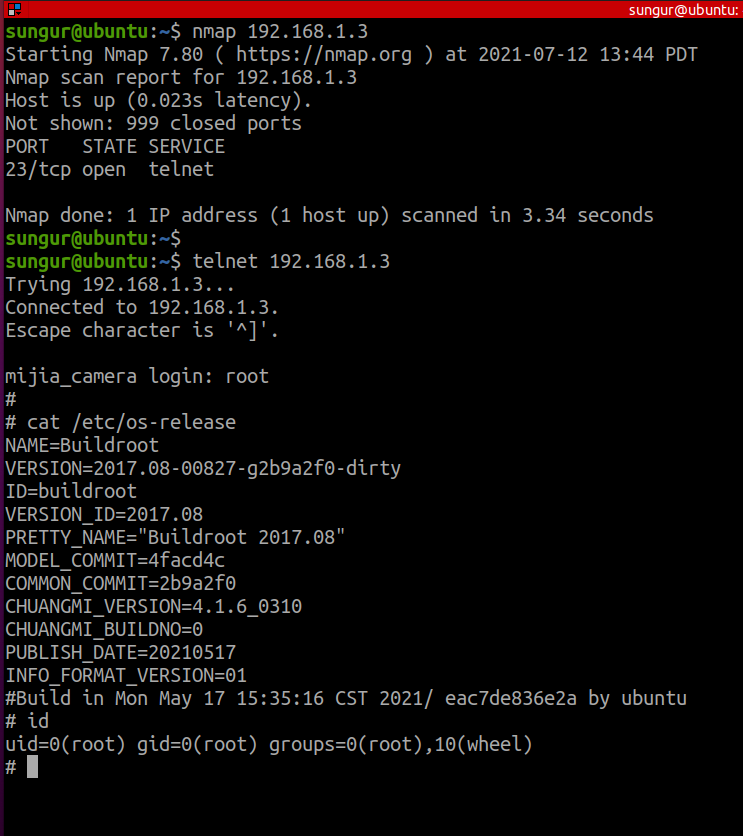 sungur@ubuntu:
sungur@ubuntu:~$ nmap 192.168.1.3
Starting Nmap 7.80 ( https://nmap.org ) at 2021-07-12 13:44 PDT
Nmap scan report for 192.168.1.3
Host is up (0.023s latency).
Not shown: 999 closed ports
PORT   STATE SERVICE
23/tcp open  telnet

Nmap done: 1 IP address (1 host up) scanned in 3.34 seconds
sungur@ubuntu:~$
sungur@ubuntu:~$ telnet 192.168.1.3
Trying 192.168.1.3...
Connected to 192.168.1.3.
Escape character is '^]'.

mijia_camera login: root
#
# cat /etc/os-release
NAME=Buildroot
VERSION=2017.08-00827-g2b9a2f0-dirty
ID=buildroot
VERSION_ID=2017.08
PRETTY_NAME="Buildroot 2017.08"
MODEL_COMMIT=4facd4c
COMMON_COMMIT=2b9a2f0
CHUANGMI_VERSION=4.1.6_0310
CHUANGMI_BUILDNO=0
PUBLISH_DATE=20210517
INFO_FORMAT_VERSION=01
#Build in Mon May 17 15:35:16 CST 2021/ eac7de836e2a by ubuntu
# id
uid=0(root) gid=0(root) groups=0(root),10(wheel)
#